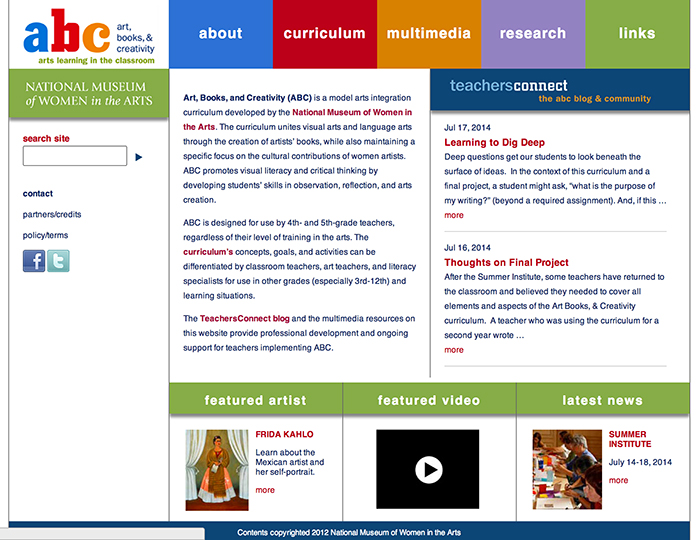 abc art, books, & creativity
arts learning in the classroom
about
curriculum
multimedia
research
links
NATIONAL MUSEUM
of WOMEN in the ARTS
search site
contact
partners/credits
policy/terms
f t
Art, Books, and Creativity (ABC) is a model arts integration
curriculum developed by the National Museum of Women in
the Arts. The curriculum unites visual arts and language arts
through the creation of artists' books, while also maintaining a
specific focus on the cultural contributions of women artists.
ABC promotes visual literacy and critical thinking by
developing students' skills in observation, reflection, and arts
creation.
ABC is designed for use by 4th- and 5th-grade teachers,
regardless of their level of training in the arts. The
curriculum's concepts, goals, and activities can be
differentiated by classroom teachers, art teachers, and literacy
specialists for use in other grades (especially 3rd-12th) and
learning situations.
The TeachersConnect blog and the multimedia resources on
this website provide professional development and ongoing
support for teachers implementing ABC.
teachersconnect
the abc blog & community
Jul 17, 2014
Learning to Dig Deep
Deep questions get our students to look beneath the
surface of ideas. In the context of this curriculum and a
final project, a student might ask, "what is the purpose of
my writing?" (beyond a required assignment). And, if this …
more
Jul 16, 2014
Thoughts on Final Project
After the Summer Institute, some teachers have returned to
the classroom and believed they needed to cover all
elements and aspects of the Art Books, & Creativity
curriculum. A teacher who was using the curriculum for a
second year wrote …
more
featured artist
FRIDA KAHLO
Learn about the
Mexican artist and
her self-portrait.
more
featured video
latest news
SUMMER
INSTITUTE
July 14-18, 2014
more
Contents copyrighted 2012 National Museum of Women in the Arts